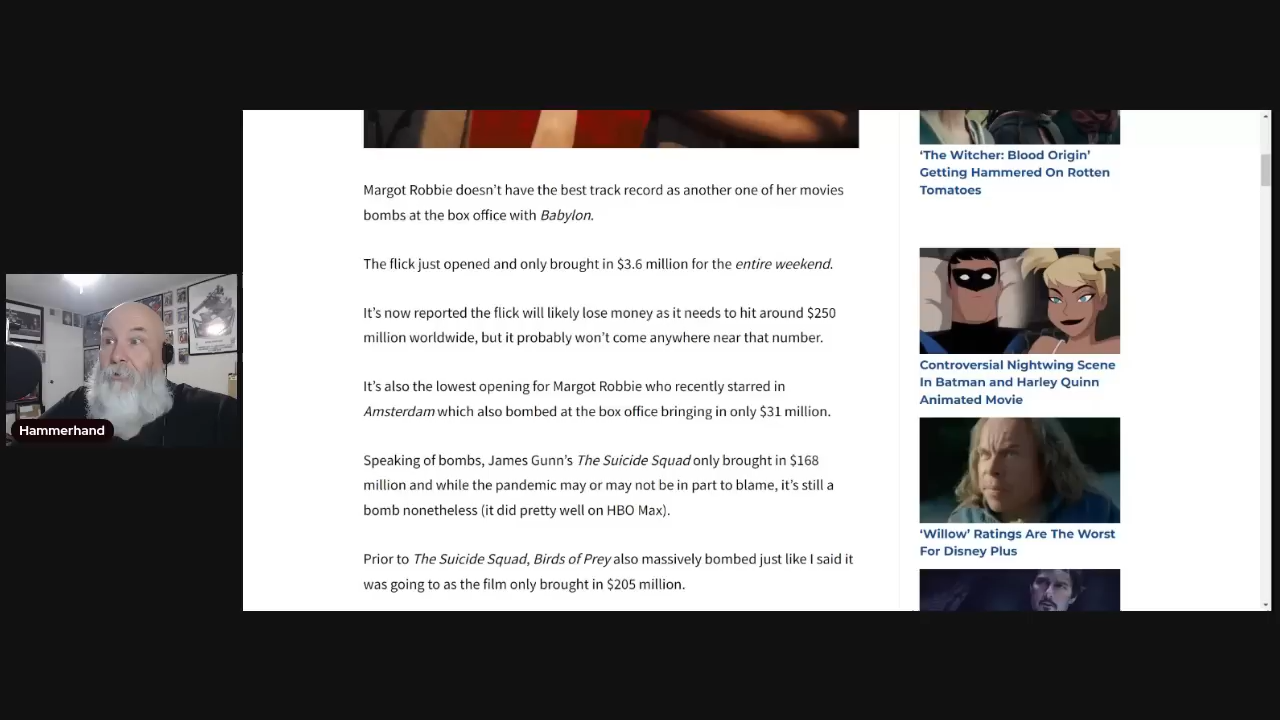 Margot Robbie doesn’t have the best track record as another one of her movies
bombs at the box office with Babylon.
The flick just opened and only brought in $3.6 million for the entire weekend.
It’s now reported the flick will likely lose money as it needs to hit around $250
million worldwide, but it probably won’t come anywhere near that number.
It’s also the lowest opening for Margot Robbie who recently starred in
Amsterdam which also bombed at the box office bringing in only $31 million.
Speaking of bombs, James Gunn’s The Suicide Squad only brought in $168
million and while the pandemic may or may not be in part to blame, it’s still a
bomb nonetheless (it did pretty well on HBO Max).
Prior to The Suicide Squad, Birds of Prey also massively bombed just like I said it
was going to as the film only brought in $205 million.
‘The Witcher: Blood Origin’
Getting Hammered On Rotten
Tomatoes
Controversial Nightwing Scene
In Batman and Harley Quinn
Animated Movie
‘Willow’ Ratings Are The Worst
For Disney Plus
Hammerhand